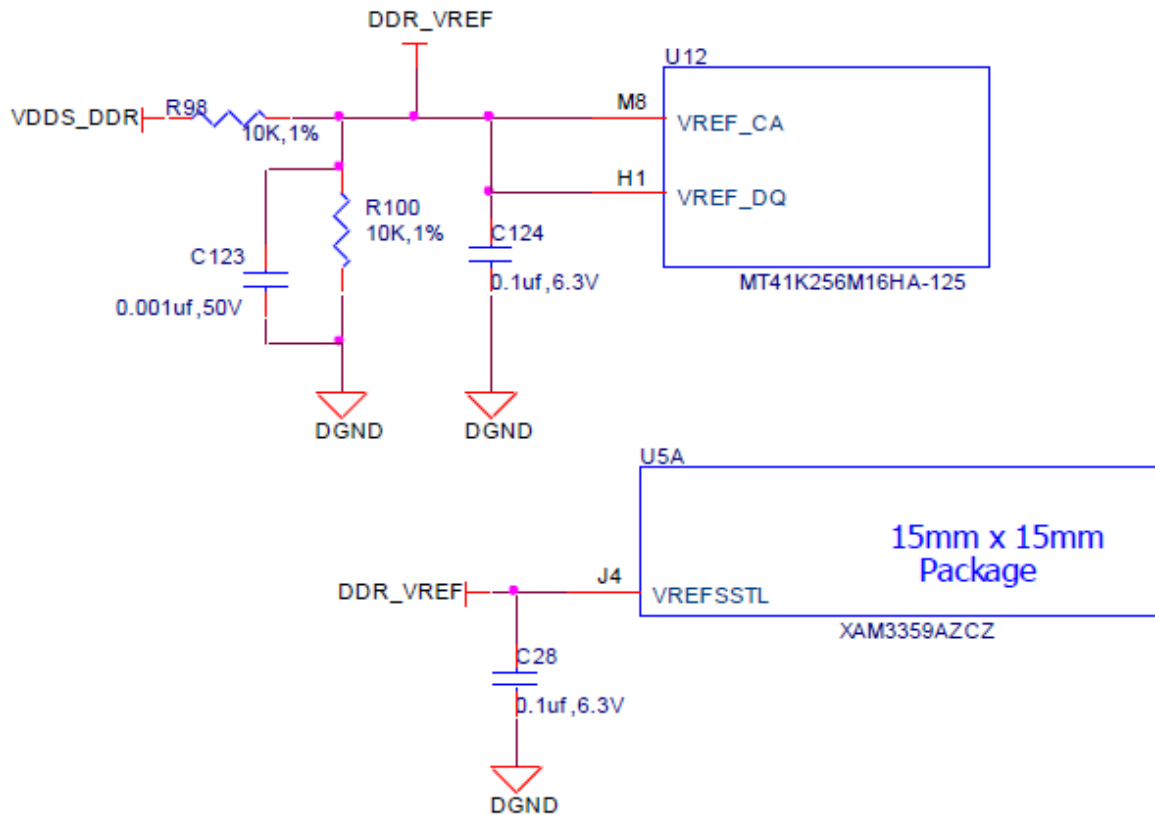 DDR_VREF
U12
VDDS_DDR
R98
10K,1%
M8
VREF_CA
H1
VREF_DQ
R100
10K,1%
C123
0.001uf,50V
C124
0.1uf,6.3V
MT41K256M16HA-125
DGND
DGND
U5A
15mm x 15mm
Package
DDR_VREF
J4
VREFSSTL
XAM3359AZCZ
C28
0.1uf,6.3V
DGND